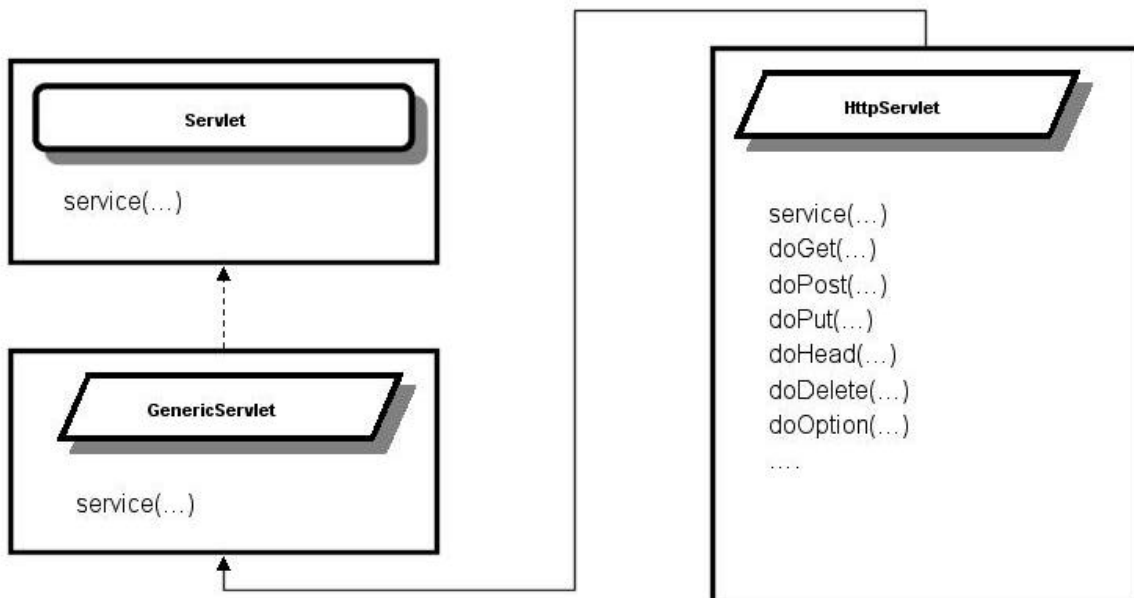 Servlet
service(...)
GenericServlet
service(...)
HttpServlet
service(...)
doGet(...)
doPost(...)
doPut(...)
doHead(...)
doDelete(...)
doOption(...)
....